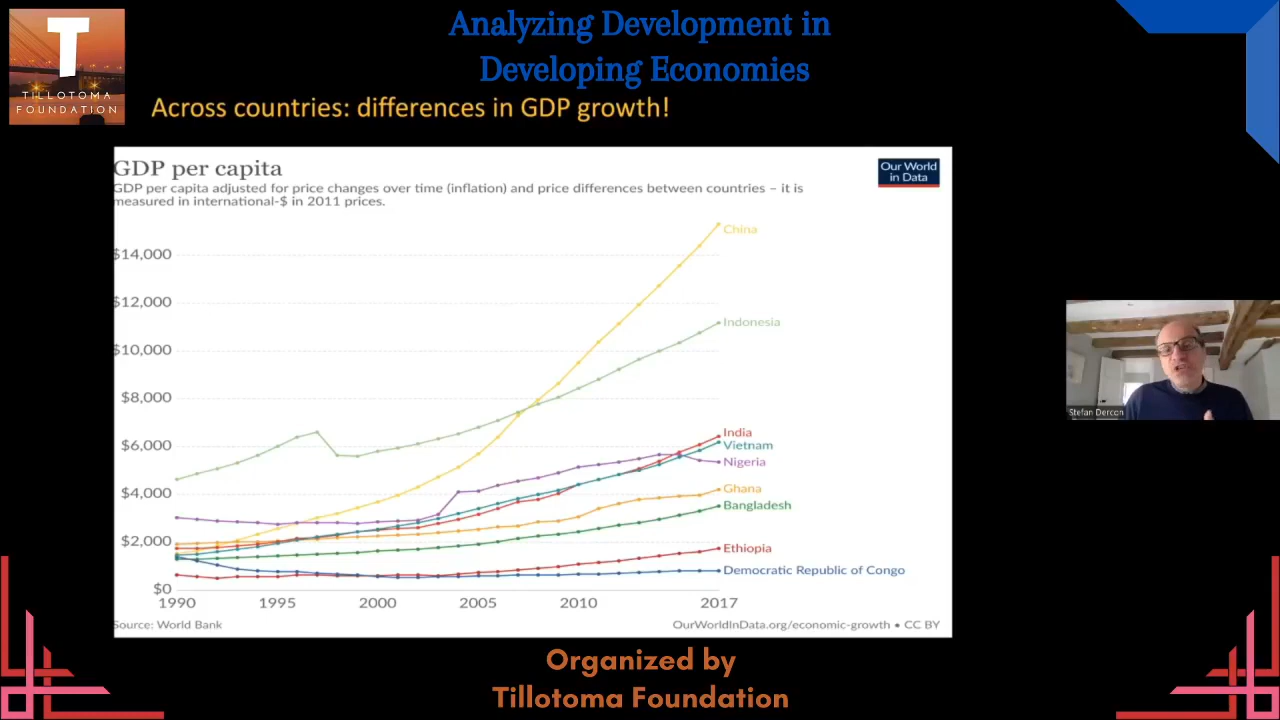 T
TILLOTOMA
FOUNDATION
Analyzing Development in
Developing Economies
Across countries: differences in GDP growth!
GDP per capita
Our World
in Data
GDP per capita adjusted for price changes over time (inflation) and price differences between countries – it is
measured in international-$ in 2011 prices.
China
$14,000
$12,000
Indonesia
$10,000
$8,000
$6,000
India
Vietnam
Nigeria
$4,000
Ghana
Bangladesh
$2,000
Ethiopia
Democratic Republic of Congo
$0
1990 1995 2000 2005 2010 2017
Source: World Bank
OurWorldInData.org/economic-growth • CC BY
Stefan Dercon
Organized by
Tillotoma Foundation